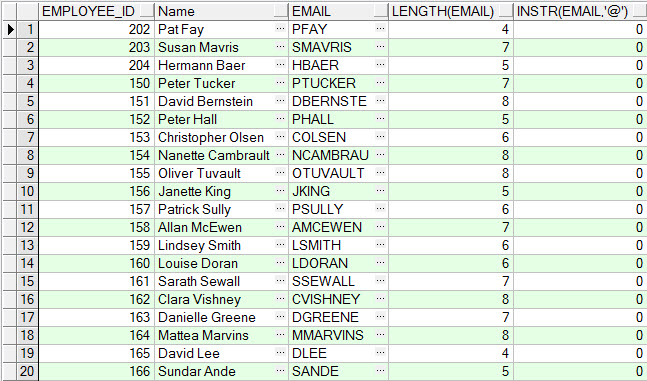 EMPLOYEE_ID Name EMAIL LENGTH(EMAIL) INSTR(EMAIL,'@')
1 202 Pat Fay ... PFAY ... 4 0
2 203 Susan Mavris ... SMAVRIS ... 7 0
3 204 Hermann Baer ... HBAER ... 5 0
4 150 Peter Tucker ... PTUCKER ... 7 0
5 151 David Bernstein ... DBERNSTE ... 8 0
6 152 Peter Hall ... PHALL ... 5 0
7 153 Christopher Olsen ... COLSEN ... 6 0
8 154 Nanette Cambrault ... NCAMBRAU ... 8 0
9 155 Oliver Tuvault ... OTUVAULT ... 8 0
10 156 Janette King ... JKING ... 5 0
11 157 Patrick Sully ... PSULLY ... 6 0
12 158 Allan McEwen ... AMCEWEN ... 7 0
13 159 Lindsey Smith ... LSMITH ... 6 0
14 160 Louise Doran ... LDORAN ... 6 0
15 161 Sarath Sewall ... SSEWALL ... 7 0
16 162 Clara Vishney ... CVISHNEY ... 8 0
17 163 Danielle Greene ... DGREENE ... 7 0
18 164 Mattea Marvins ... MMARVINS ... 8 0
19 165 David Lee ... DLEE ... 4 0
20 166 Sundar Ande ... SANDE ... 5 0